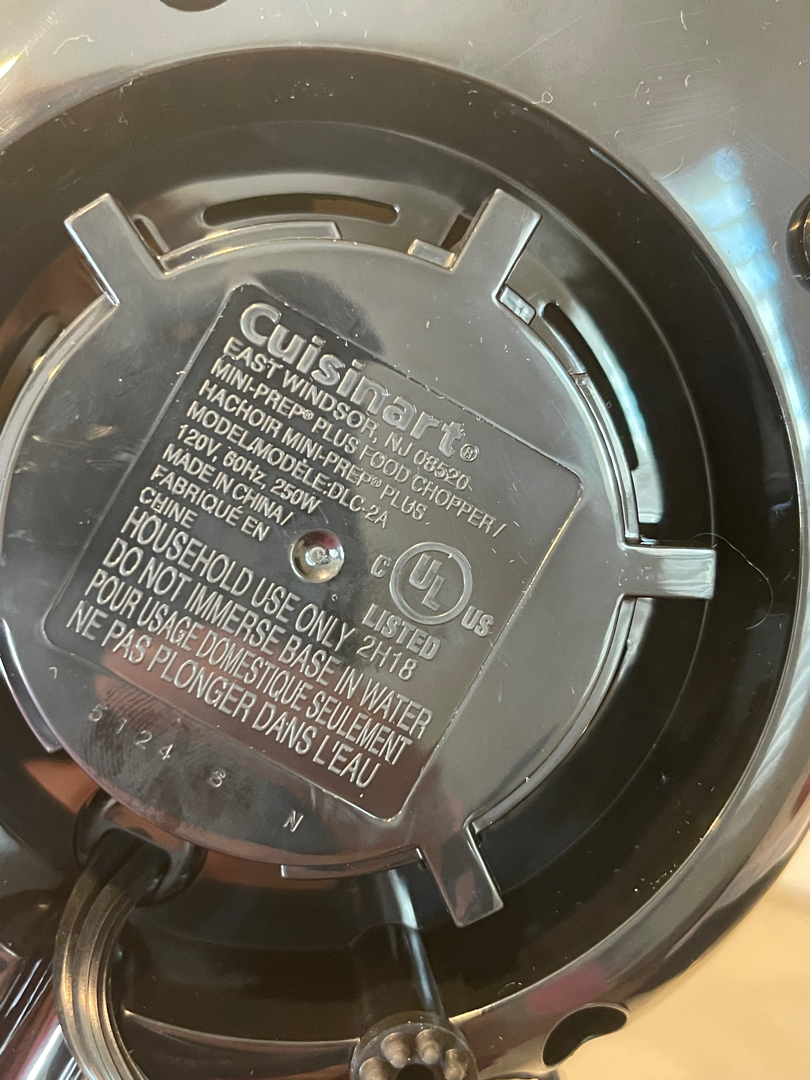 Cuisinart®
EAST WINDSOR, NJ 08520
MINI-PREP® PLUS FOOD CHOPPER/
HACHOIR MINI-PREP® PLUS
MODEL/MODÈLE:DLC-2A
120V, 60Hz, 250W
MADE IN CHINA/
FABRIQUÉ EN
CHINE
C UL US
LISTED
2H18
HOUSEHOLD USE ONLY
DO NOT IMMERSE BASE IN WATER
POUR USAGE DOMESTIQUE SEULEMENT
NE PAS PLONGER DANS L'EAU
5124 3 N